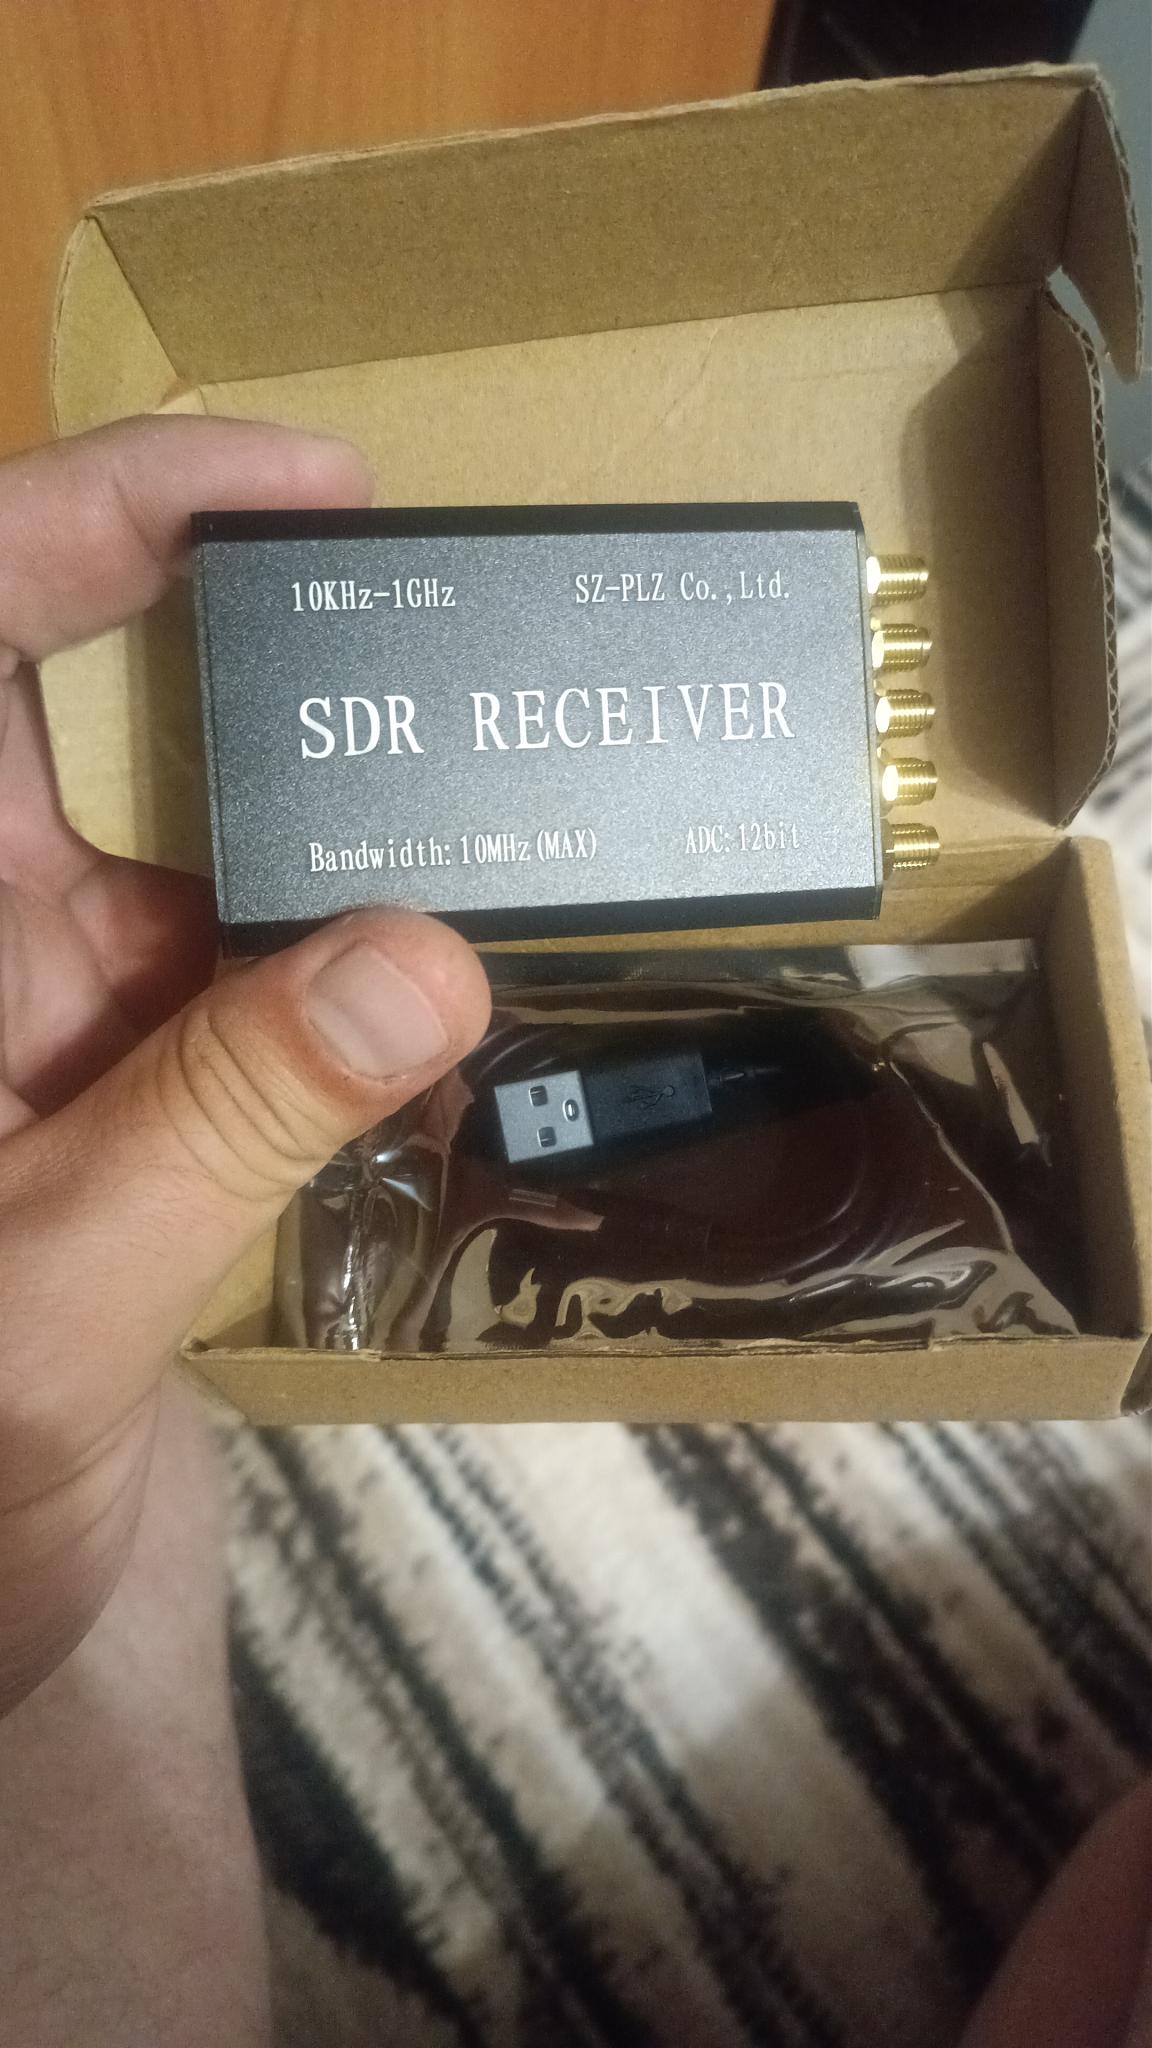 10KHz-1GHz SZ-PLZ Co.,Ltd.
SDR RECEIVER
Bandwidth:10MHz(MAX) ADC:12bit